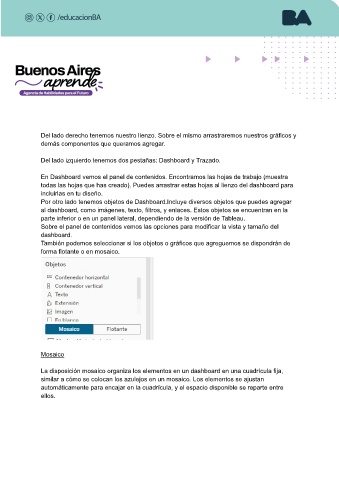 /educacionBA
BA
Buenos Aires
aprende
Agencia de Habilidades para el Futuro
Del lado derecho tenemos nuestro lienzo. Sobre el mismo arrastraremos nuestros gráficos y
demás componentes que queramos agregar.
Del lado izquierdo tenemos dos pestañas: Dashboard y Trazado.
En Dashboard vemos el panel de contenidos. Encontramos las hojas de trabajo (muestra
todas las hojas que has creado). Puedes arrastrar estas hojas al lienzo del dashboard para
incluirlas en tu diseño.
Por otro lado tenemos objetos de Dashboard.Incluye diversos objetos que puedes agregar
al dashboard, como imágenes, texto, filtros, y enlaces. Estos objetos se encuentran en la
parte inferior o en un panel lateral, dependiendo de la versión de Tableau.
Sobre el panel de contenidos vemos las opciones para modificar la vista y tamaño del
dashboard.
También podemos seleccionar si los objetos o gráficos que agreguemos se dispondrán de
forma flotante o en mosaico.
Objetos
Contenedor horizontal
Contenedor vertical
A Texto
Extensión
Imagen
En blanco
Mosaico Flotante
Mosaico
La disposición mosaico organiza los elementos en un dashboard en una cuadrícula fija,
similar a cómo se colocan los azulejos en un mosaico. Los elementos se ajustan
automáticamente para encajar en la cuadrícula, y el espacio disponible se reparte entre
ellos.